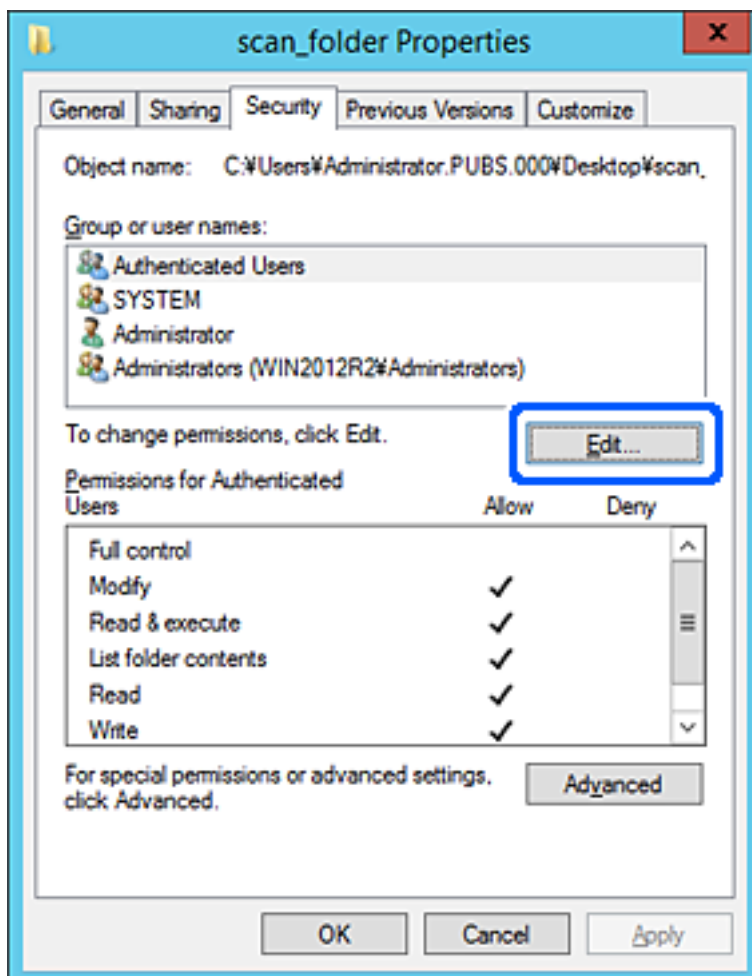 scan_folder Properties
x
General Sharing Security Previous Versions Customize
Object name: C:¥Users¥Administrator.PUBS.000¥Desktop¥scan_
Group or user names:
Authenticated Users
SYSTEM
Administrator
Administrators (WIN2012R2¥Administrators)
To change permissions, click Edit.
Edit...
Permissions for Authenticated
Users Allow Deny
Full control
Modify
Read & execute
List folder contents
Read
Write
For special permissions or advanced settings,
click Advanced.
Advanced
OK Cancel Apply